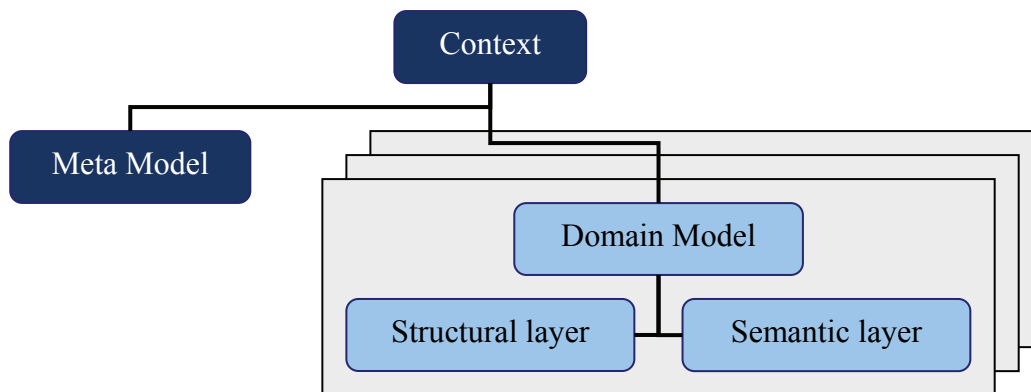 Context
Meta Model
Domain Model
Structural layer
Semantic layer